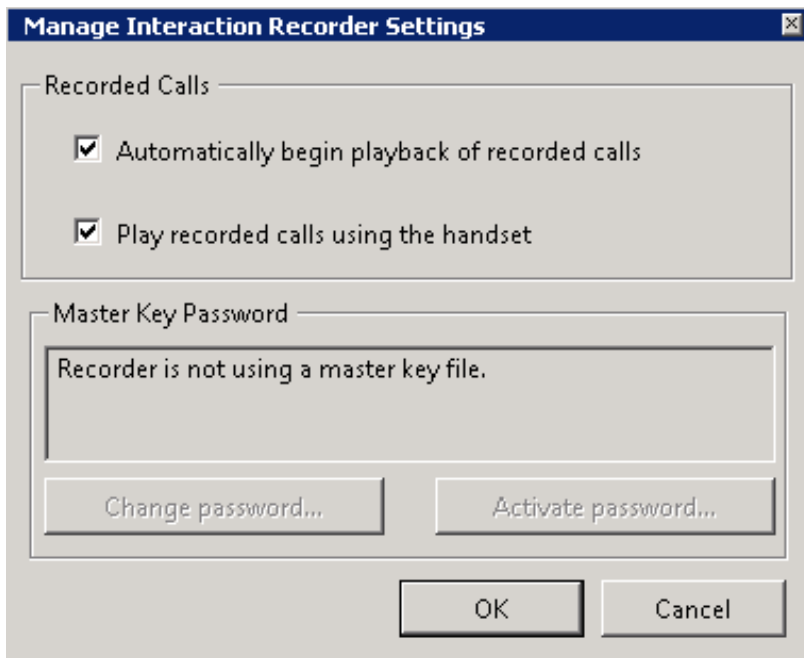 Manage Interaction Recorder Settings
Recorded Calls
Automatically begin playback of recorded calls
Play recorded calls using the handset
Master Key Password
Recorder is not using a master key file.
Change password...
Activate password...
OK
Cancel